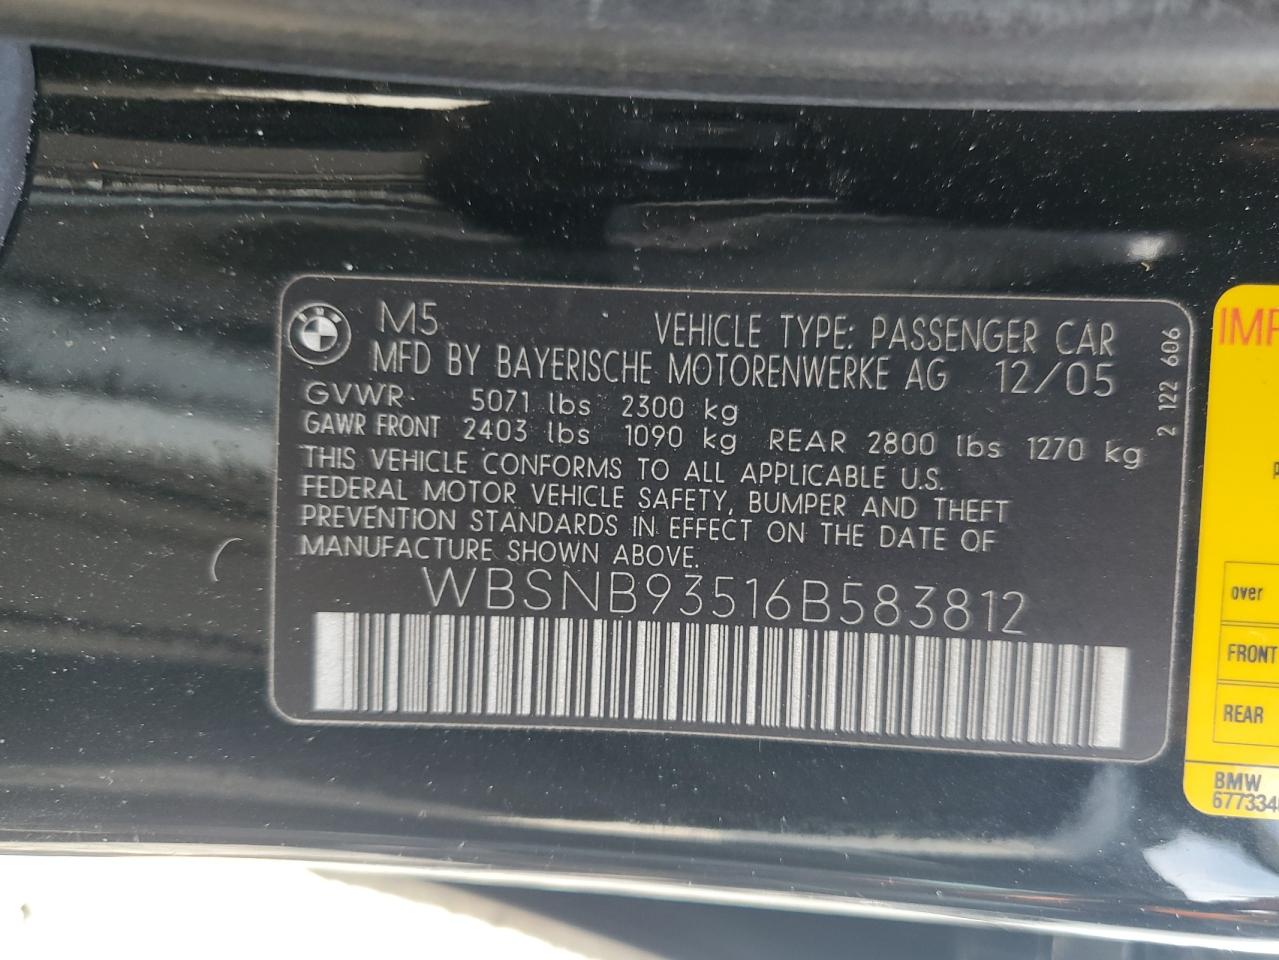 BMW
M5
VEHICLE TYPE: PASSENGER CAR
MFD BY BAYERISCHE MOTORENWERKE AG 12/05
GVWR 5071 lbs 2300 kg
GAWR FRONT 2403 lbs 1090 kg REAR 2800 lbs 1270 kg
THIS VEHICLE CONFORMS TO ALL APPLICABLE U.S.
FEDERAL MOTOR VEHICLE SAFETY, BUMPER AND THEFT
PREVENTION STANDARDS IN EFFECT ON THE DATE OF
MANUFACTURE SHOWN ABOVE.
WBSNB93516B583812
2 122 606
over
FRONT
REAR
BMW